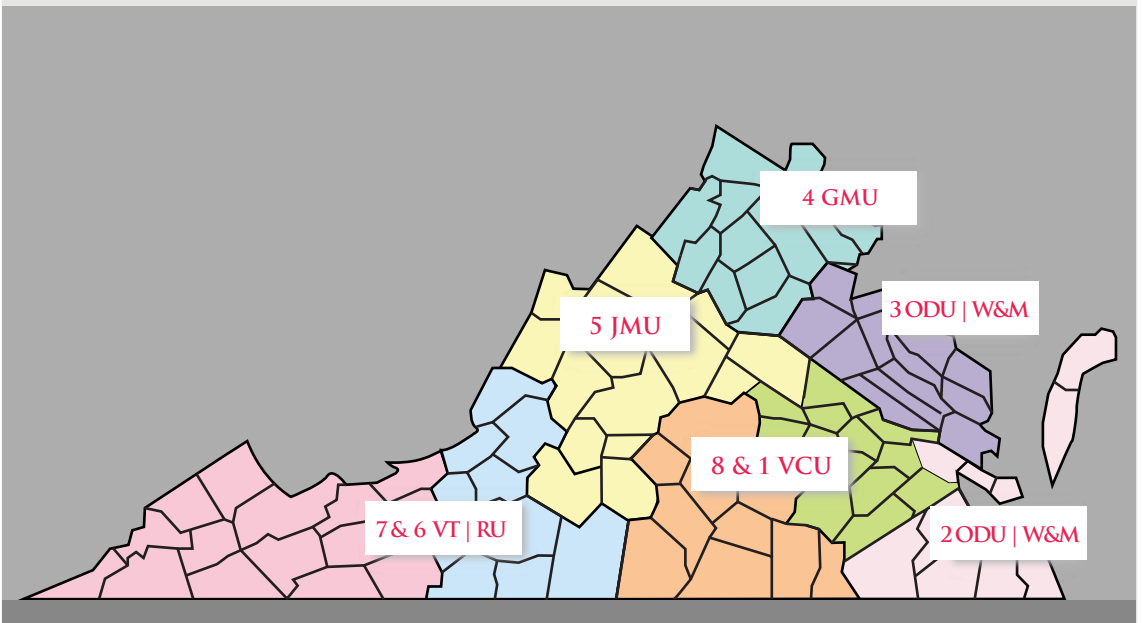 4 GMU
3 ODU | W&M
5 JMU
8 & 1 VCU
7 & 6 VT | RU
2 ODU | W&M